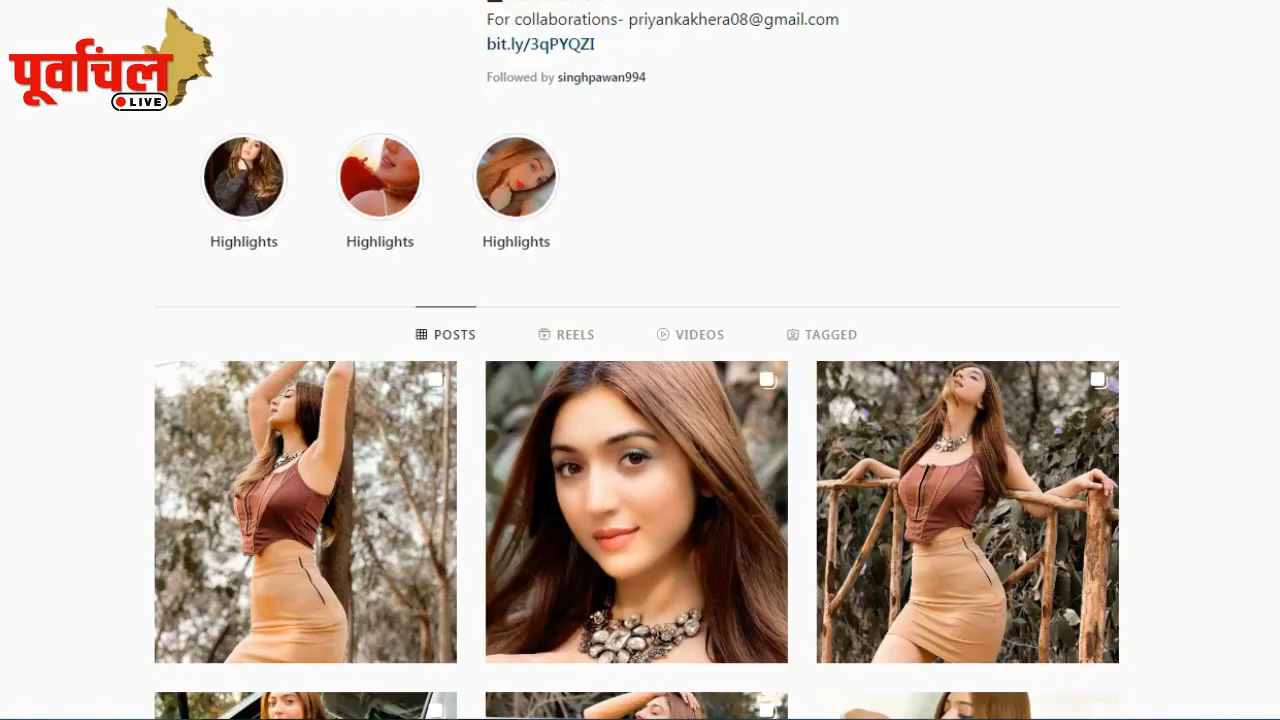 For collaborations- priyankakhera08@gmail.com
bit.ly/3qPYQZI
Followed by singhpawan994
पूर्वांचल
LIVE
Highlights Highlights Highlights
POSTS REELS VIDEOS TAGGED